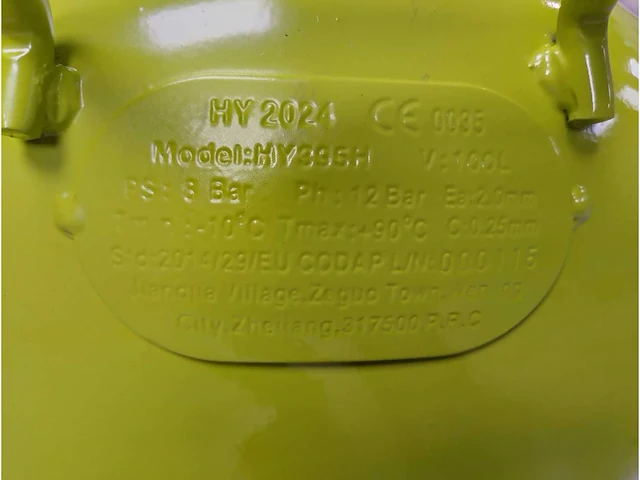 HY 2024 CE 0035
Model:HY395H V:100L
PS: 8 Bar Ph:12 Bar Ea:2.0mm
Tmin:-10°C Tmax:+90°C C:0.25mm
Std:2014/29/EU CODAP L/N:000115
Village.Zeguo Town.
City.Zhejiang,317500.P.R.C